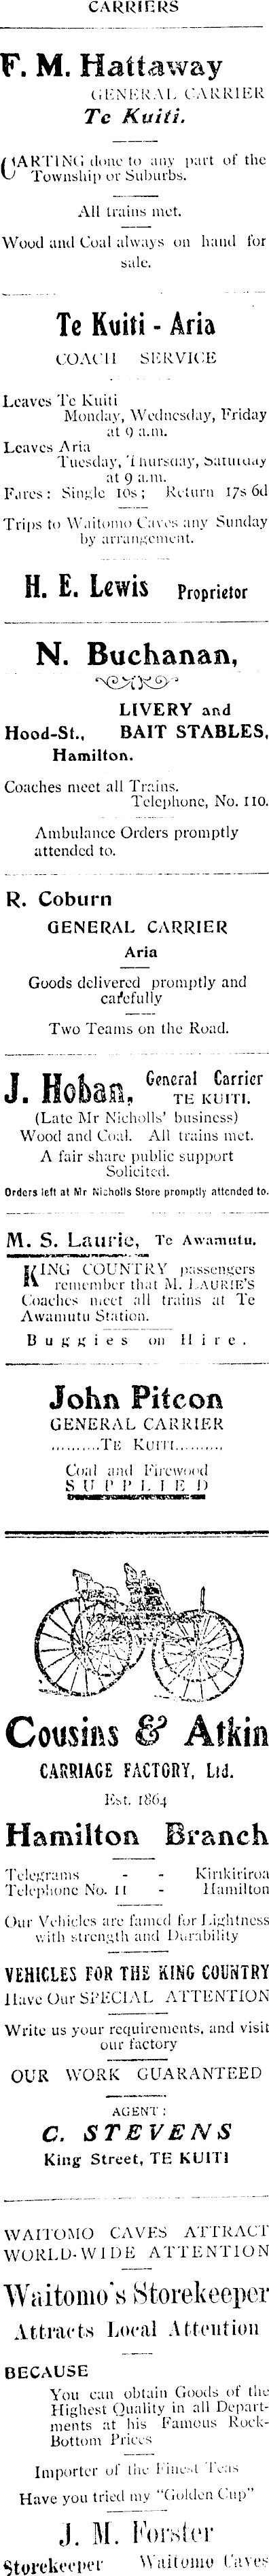 CARRIERS
F. M. Hattaway
GENERAL CARRIER
Te Kuiti.
CARTING done to any part of the
Township or Suburbs.
All trains met.
Wood and Coal always on hand for
sale.
Te Kuiti - Aria
COACH SERVICE
Leaves Te Kuiti
Monday, Wednesday, Friday
at 9 a.m.
Leaves Aria
Tuesday, Thursday, Saturday
at 9 a.m.
Fares: Single 10s; Return 17s 6d
Trips to Waitomo Caves any Sunday
by arrangement.
H. E. Lewis Proprietor
N. Buchanan,
LIVERY and
Hood-St., BAIT STABLES,
Hamilton.
Coaches meet all Trains.
Telephone, No. 110.
Ambulance Orders promptly
attended to.
R. Coburn
GENERAL CARRIER
Aria
Goods delivered promptly and
carefully
Two Teams on the Road.
J. Hoban, General Carrier
TE KUITI.
(Late Mr Nicholls' business)
Wood and Coal. All trains met.
A fair share public support
Solicited.
Orders left at Mr Nicholls Store promptly attended to.
M. S. Laurie, Te Awamutu.
KING COUNTRY passengers
remember that M. LAURIE'S
Coaches meet all trains at Te
Awamutu Station.
Buggies on Hire.
John Pitcon
GENERAL CARRIER
..........TE KUITI..........
Coal and Firewood
SUPPLIED
Cousins & Atkin
CARRIAGE FACTORY, Ltd.
Est. 1864
Hamilton Branch
Telegrams - - Kirikiriroa
Telephone No. 11 - Hamilton
Our Vehicles are famed for Lightness
with strength and Durability
VEHICLES FOR THE KING COUNTRY
Have Our SPECIAL ATTENTION
Write us your requirements, and visit
our factory
OUR WORK GUARANTEED
AGENT:
C. STEVENS
King Street, TE KUITI
WAITOMO CAVES ATTRACT
WORLD-WIDE ATTENTION
Waitomo's Storekeeper
Attracts Local Attention
BECAUSE
You can obtain Goods of the
Highest Quality in all Depart-
ments at his Famous Rock-
Bottom Prices
Importer of the Finest Teas
Have you tried my "Golden Cup"
J. M. Forster
Storekeeper Waitomo Caves